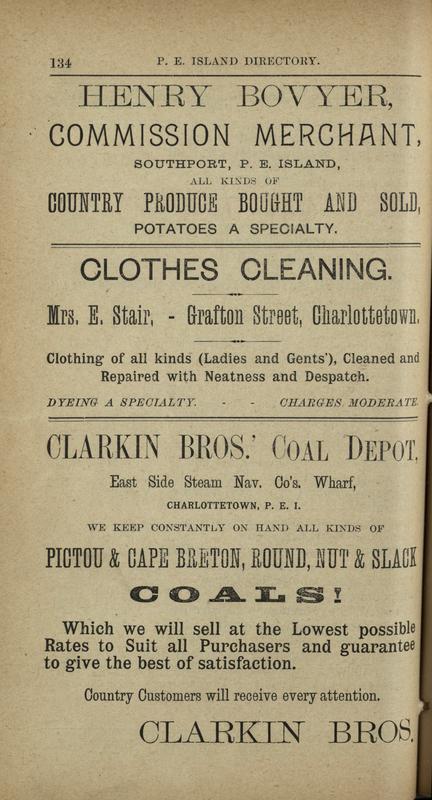 134 P. E. ISLAND DIRECTORY.
HENRY BOVYER,
COMMISSION MERCHANT,
SOUTHPORT, P. E. ISLAND,
ALL KINDS OF
COUNTRY PRODUCE BOUGHT AND SOLD,
POTATOES A SPECIALTY.
CLOTHES CLEANING.
Mrs. E. Stair, - Grafton Street, Charlottetown.
Clothing of all kinds (Ladies and Gents'), Cleaned and
Repaired with Neatness and Despatch.
DYEING A SPECIALTY. - - CHARGES MODERATE.
CLARKIN BROS.' COAL DEPOT,
East Side Steam Nav. Co's. Wharf,
CHARLOTTETOWN, P. E. I.
WE KEEP CONSTANTLY ON HAND ALL KINDS OF
PICTOU & CAPE BRETON, ROUND, NUT & SLACK
COALS!
Which we will sell at the Lowest possible
Rates to Suit all Purchasers and guarantee
to give the best of satisfaction.
Country Customers will receive every attention.
CLARKIN BROS.